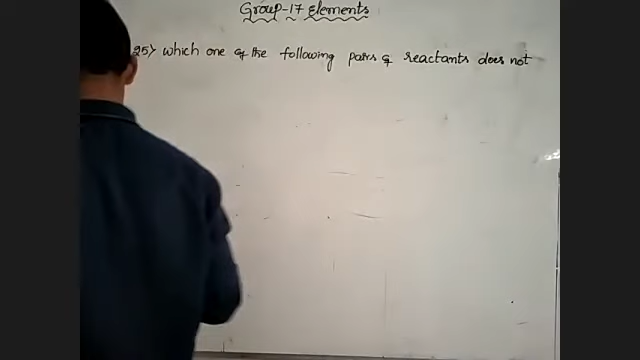 Group-17 Elements
25) which one of the following pairs of reactants does not